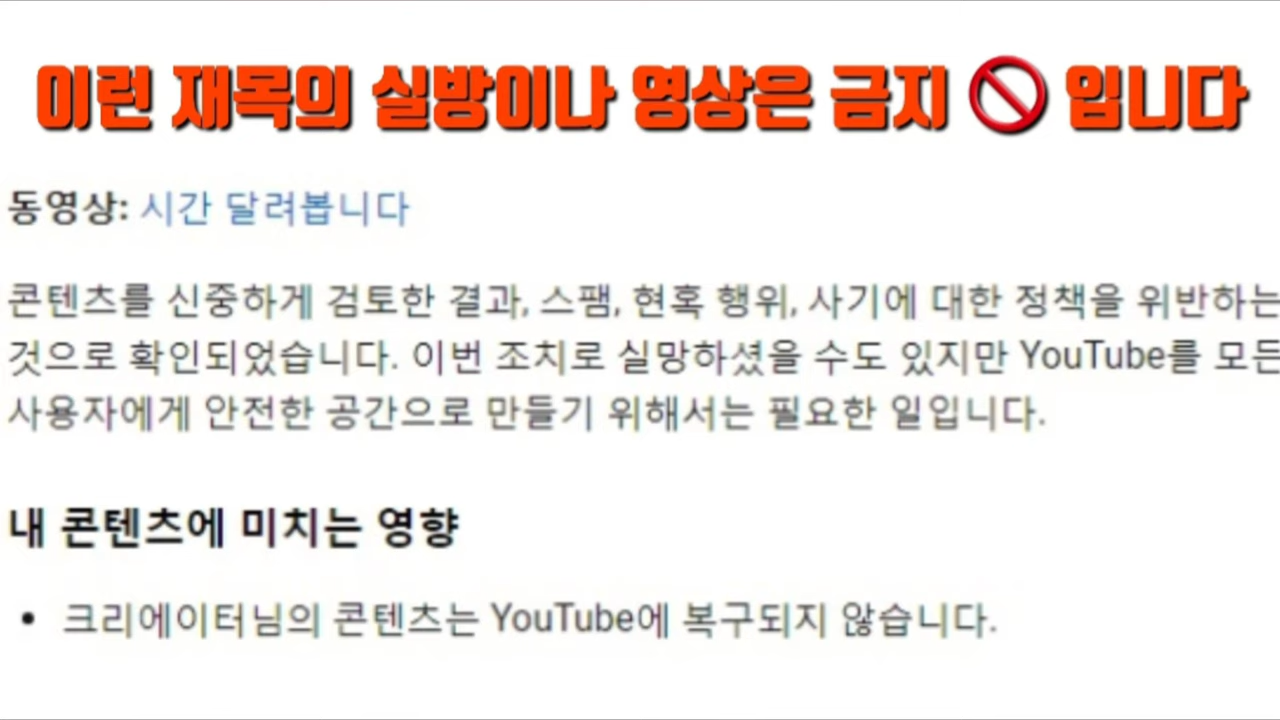 이런 재목의 실방이나 영상은 금지 🚫 입니다
동영상: 시간 달려봅니다
콘텐츠를 신중하게 검토한 결과, 스팸, 현혹 행위, 사기에 대한 정책을 위반하는
것으로 확인되었습니다. 이번 조치로 실망하셨을 수도 있지만 YouTube를 모든
사용자에게 안전한 공간으로 만들기 위해서는 필요한 일입니다.
내 콘텐츠에 미치는 영향
• 크리에이터님의 콘텐츠는 YouTube에 복구되지 않습니다.